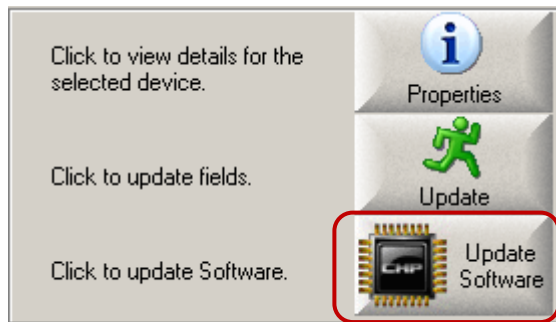 Click to view details for the
selected device.
Properties
Click to update fields.
Update
Click to update Software.
CHP
Update
Software